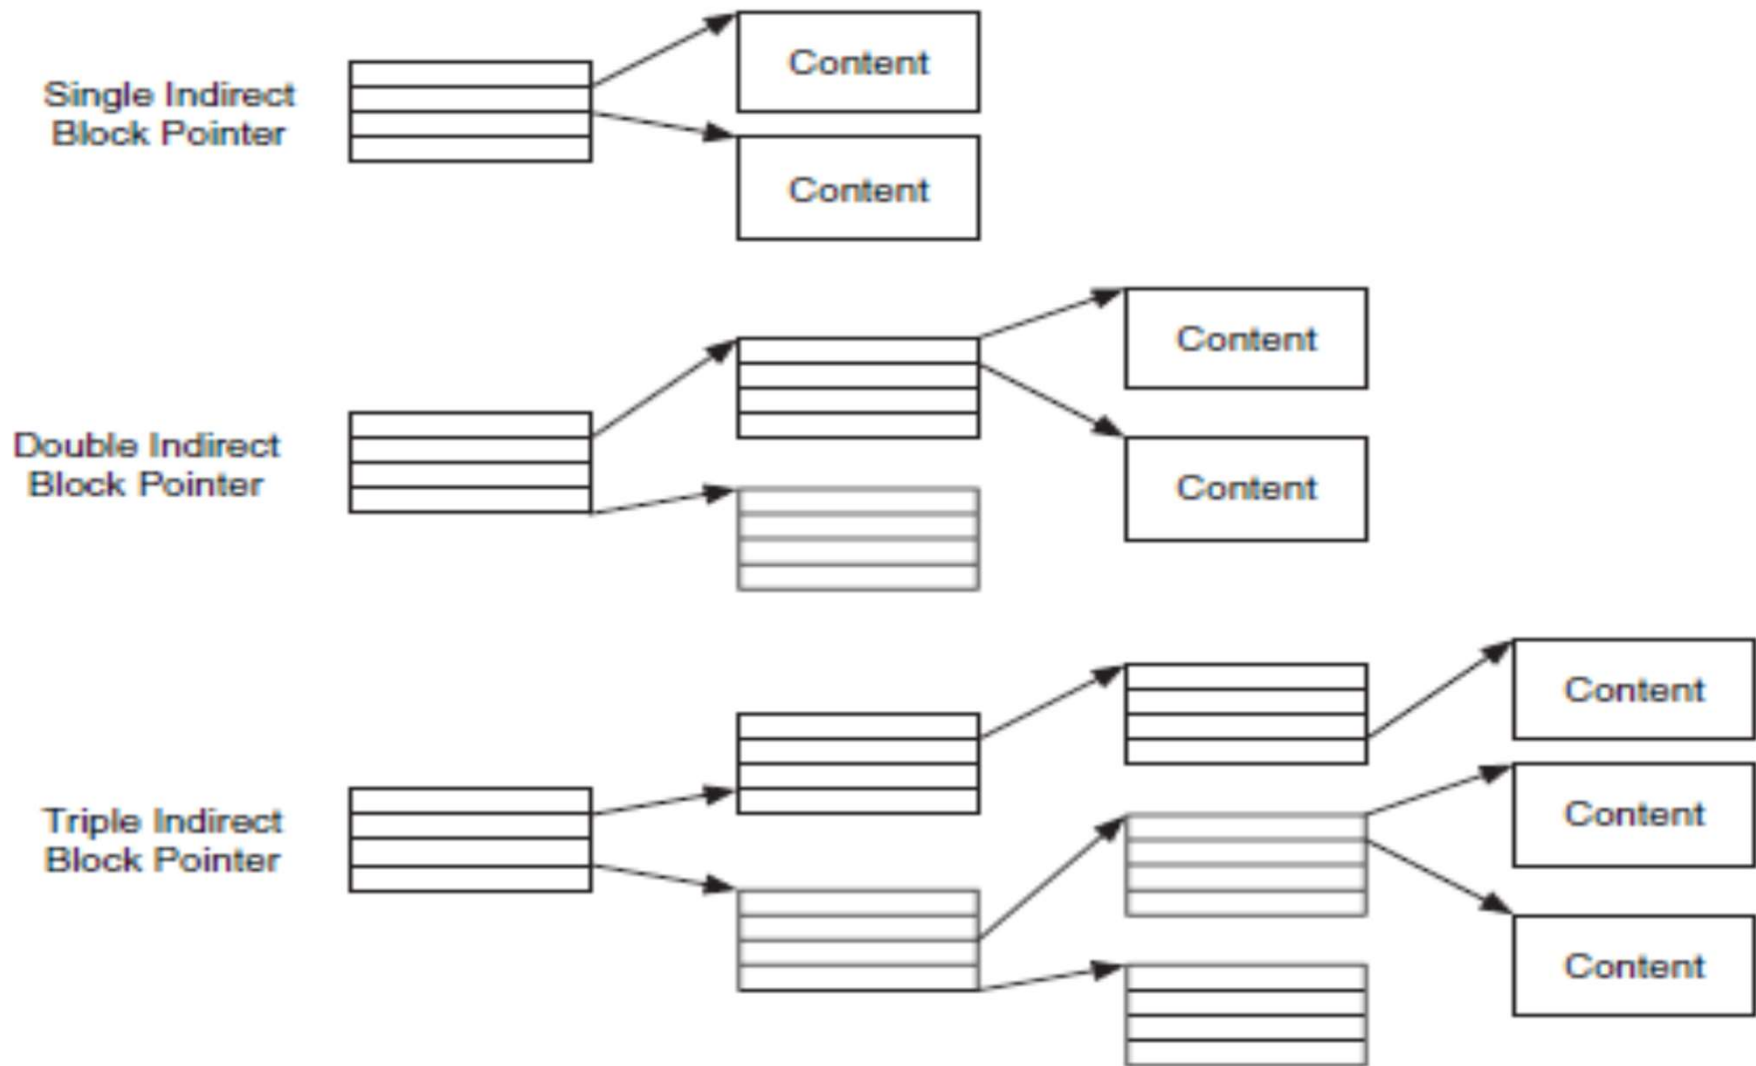 Single Indirect
Block Pointer
Content
Content
Double Indirect
Block Pointer
Content
Content
Triple Indirect
Block Pointer
Content
Content
Content